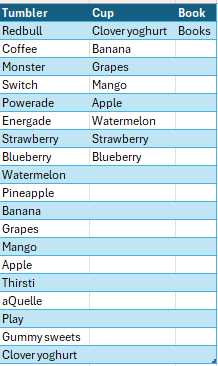 Tumbler Cup Book
Redbull Clover yoghurt Books
Coffee Banana
Monster Grapes
Switch Mango
Powerade Apple
Energade Watermelon
Strawberry Strawberry
Blueberry Blueberry
Watermelon
Pineapple
Banana
Grapes
Mango
Apple
Thirsti
aQuelle
Play
Gummy sweets
Clover yoghurt